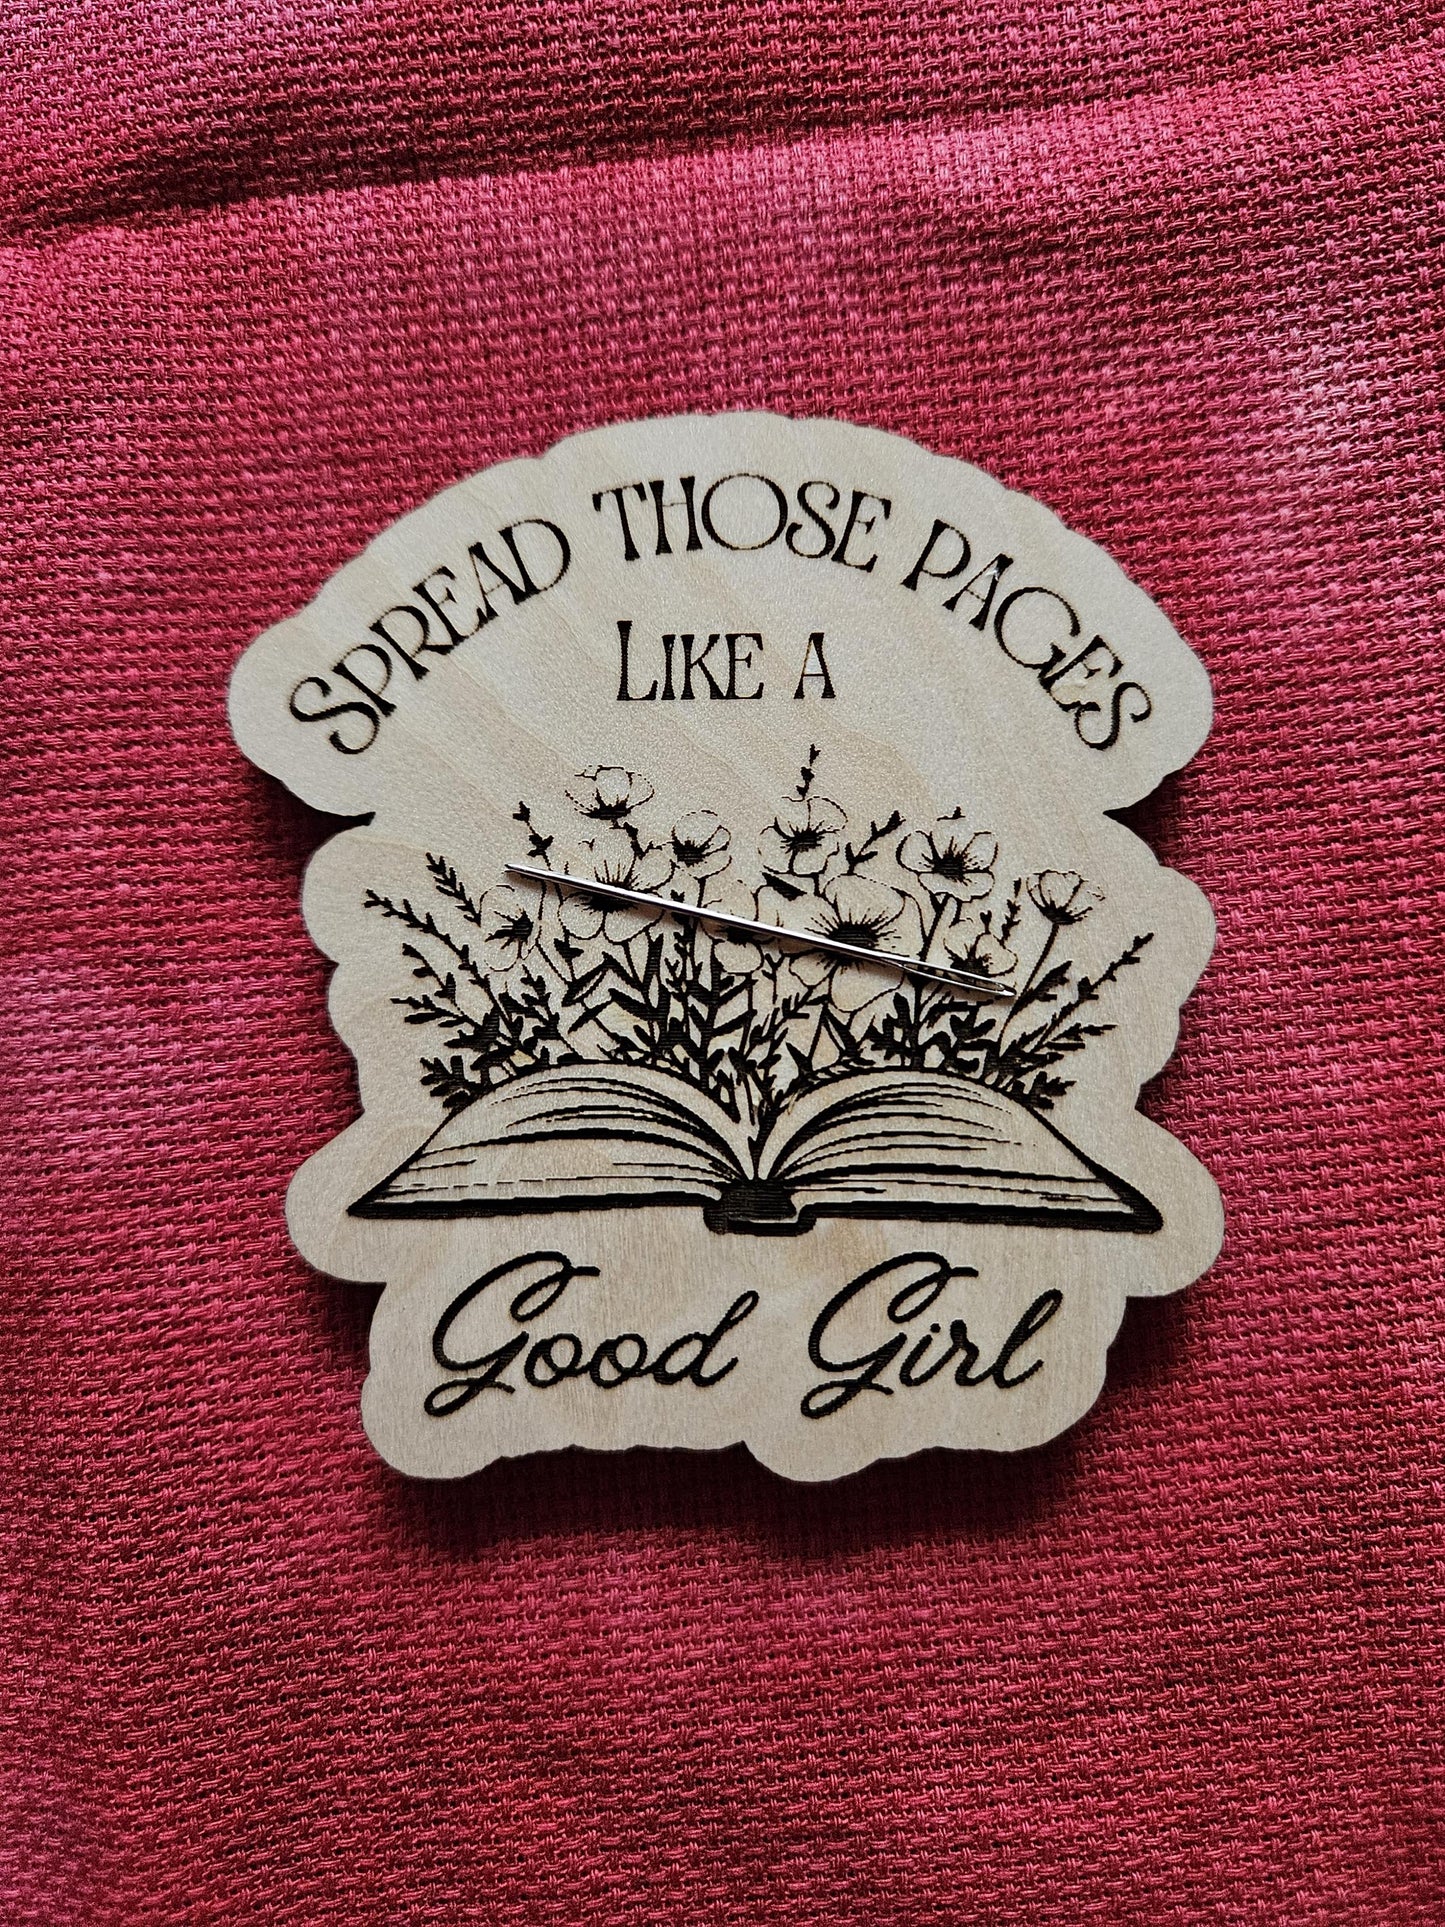 SPREAD THOSE PAGES
LIKE A
Good Girl